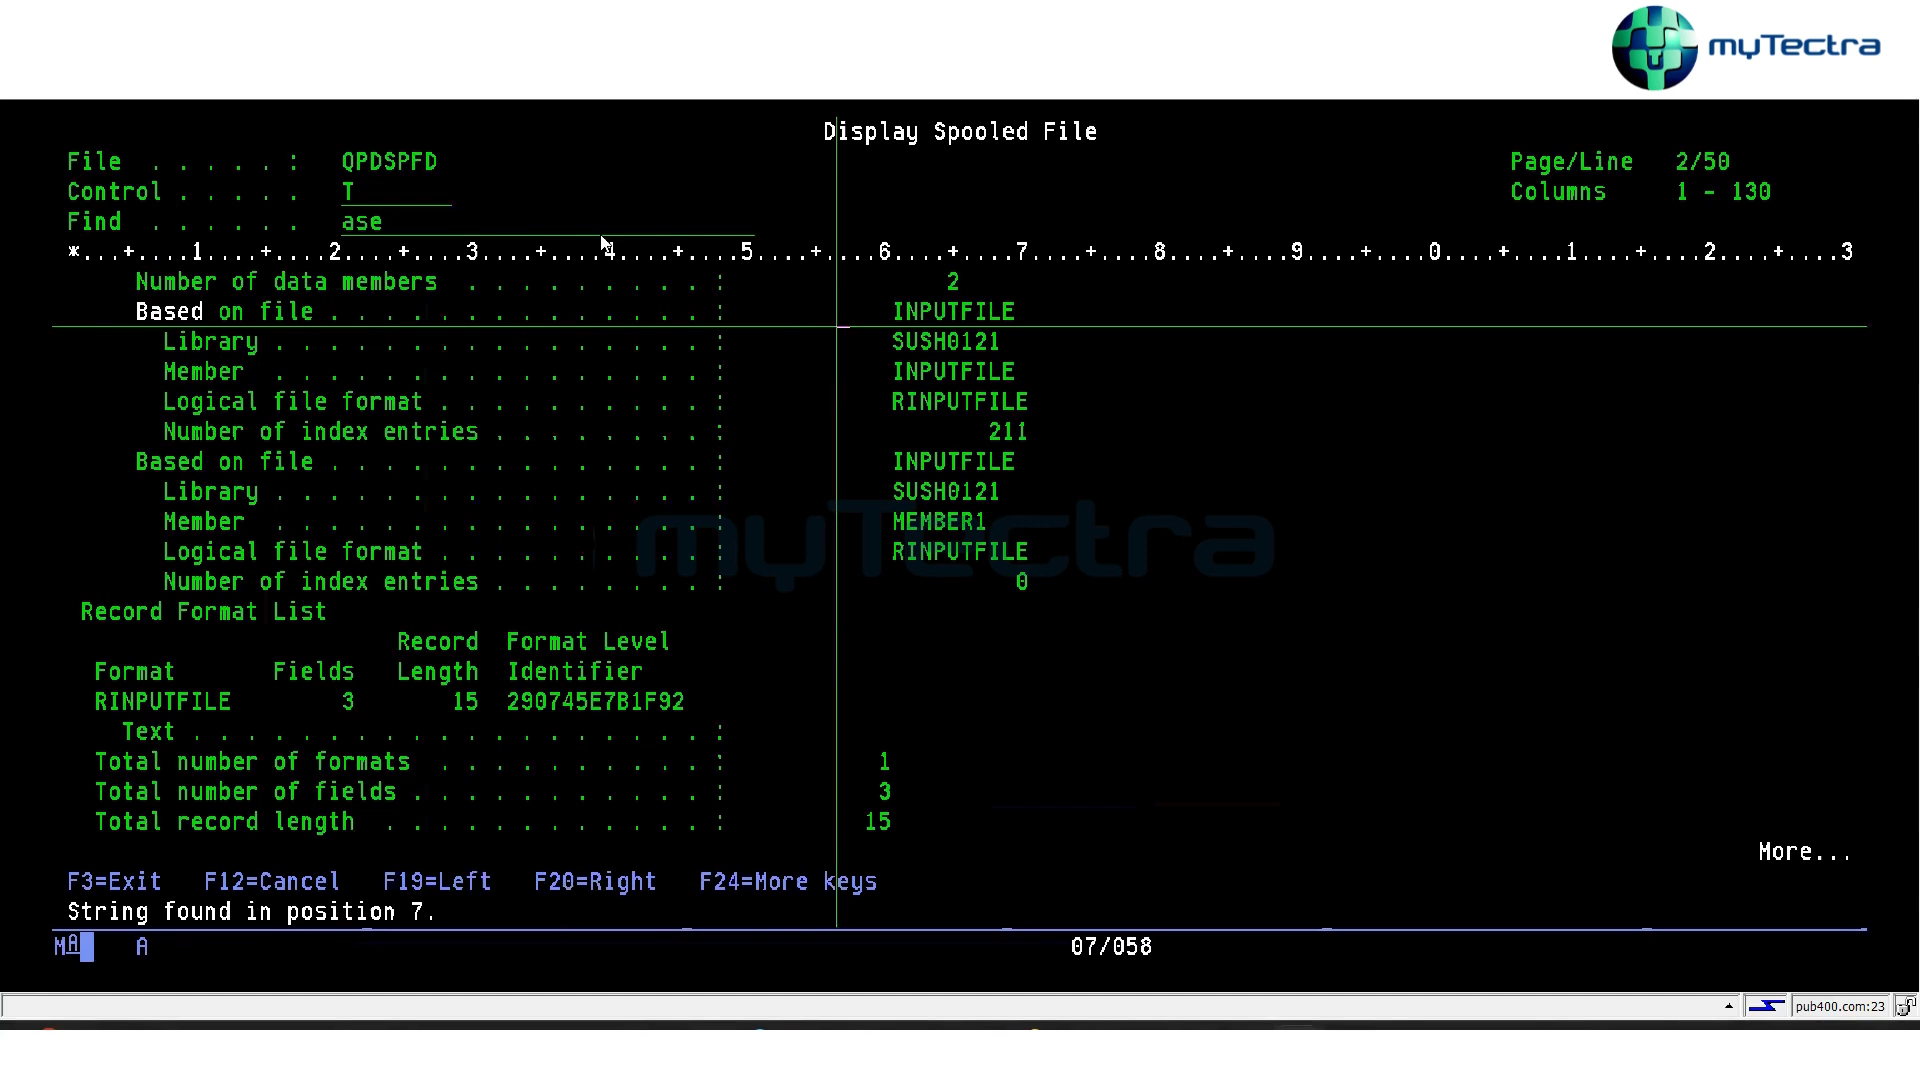 myTectra
Display Spooled File
File  . . . . . :   QPDSPFD                    Page/Line   2/50
Control . . . . .   T                          Columns     1 - 130
Find  . . . . . .   ase
*...+....1....+....2....+....3....+....4....+....5....+....6....+....7....+....8....+....9....+....0....+....1....+....2....+....3
Number of data members  . . . . . . . . . . :   2
Based on file . . . . . . . . . . . . . . . :   INPUTFILE
Library . . . . . . . . . . . . . . . . . :   SUSH0121
Member  . . . . . . . . . . . . . . . . . :   INPUTFILE
Logical file format . . . . . . . . . . . :   RINPUTFILE
Number of index entries . . . . . . . . . :   211
Based on file . . . . . . . . . . . . . . . :   INPUTFILE
Library . . . . . . . . . . . . . . . . . :   SUSH0121
Member  . . . . . . . . . . . . . . . . . :   MEMBER1
Logical file format . . . . . . . . . . . :   RINPUTFILE
Number of index entries . . . . . . . . . :   0
myTectra
Record Format List
Record  Format Level
Format       Fields   Length  Identifier
RINPUTFILE        3       15  290745E7B1F92
Text . . . . . . . . . . . . . . . . . . . . :
Total number of formats  . . . . . . . . . . :   1
Total number of fields . . . . . . . . . . . . :   3
Total record length  . . . . . . . . . . . . . :   15
More...
F3=Exit   F12=Cancel   F19=Left   F20=Right   F24=More keys
String found in position 7.
MA   A   07/058
pub400.com:23